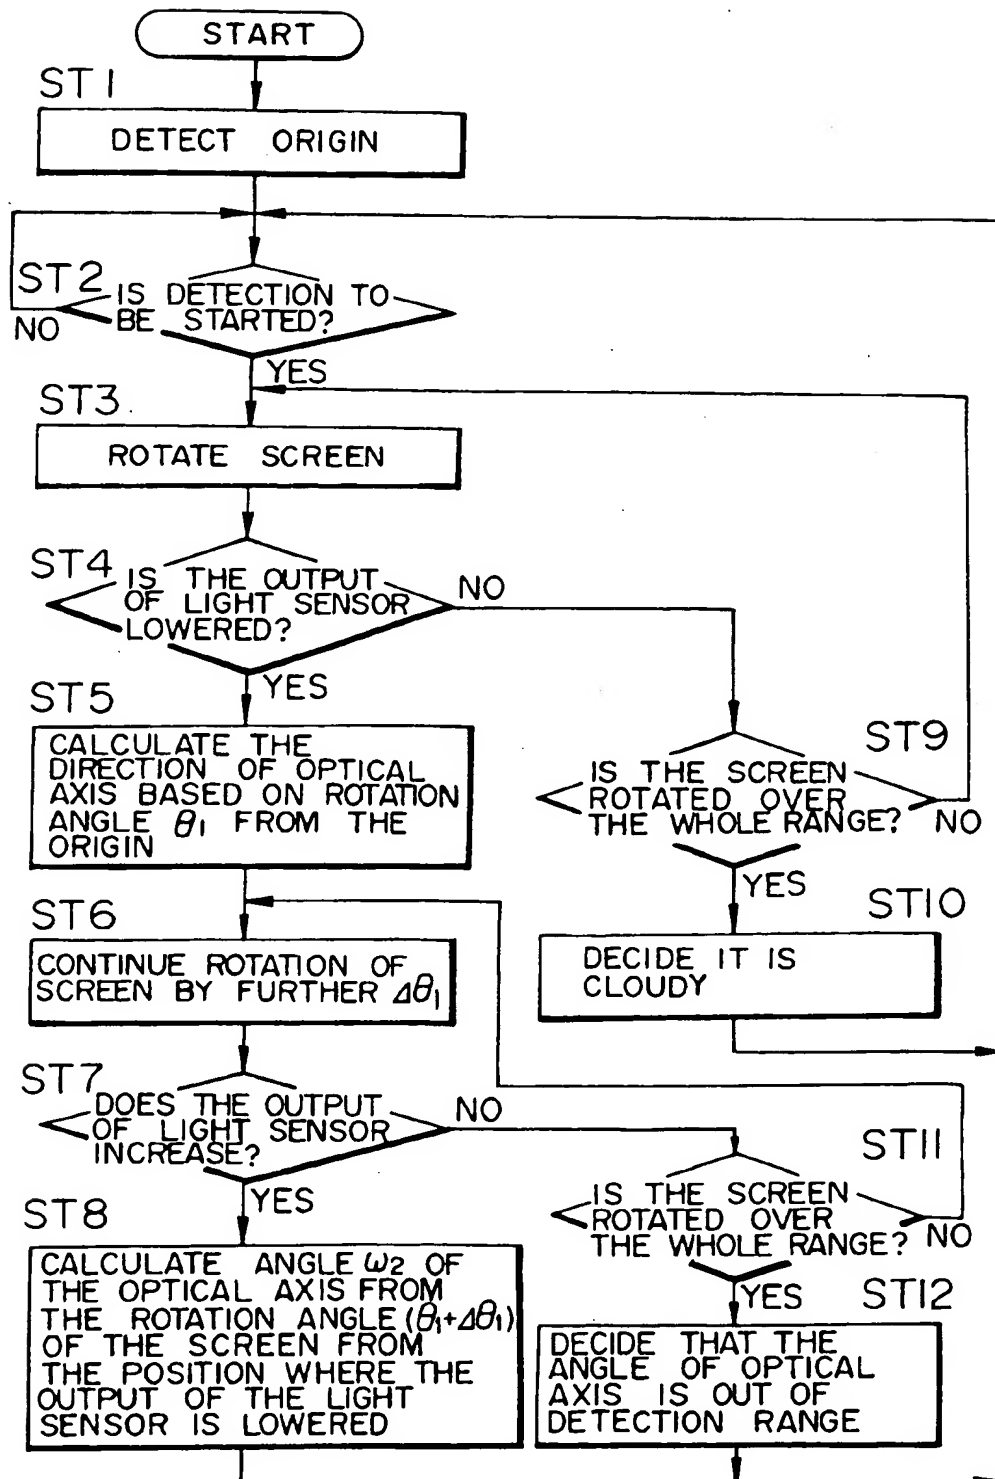 START
ST1
DETECT ORIGIN
ST2
IS DETECTION TO
BE STARTED?
NO
YES
ST3
ROTATE SCREEN
ST4
IS THE OUTPUT
OF LIGHT SENSOR
LOWERED?
NO
YES
ST5
CALCULATE THE
DIRECTION OF OPTICAL
AXIS BASED ON ROTATION
ANGLE θ1 FROM THE
ORIGIN
ST9
IS THE SCREEN
ROTATED OVER
THE WHOLE RANGE?
NO
YES
ST6
CONTINUE ROTATION OF
SCREEN BY FURTHER Δθ1
ST10
DECIDE IT IS
CLOUDY
ST7
DOES THE OUTPUT
OF LIGHT SENSOR
INCREASE?
NO
YES
ST11
IS THE SCREEN
ROTATED OVER
THE WHOLE RANGE?
NO
YES
ST8
CALCULATE ANGLE ω2 OF
THE OPTICAL AXIS FROM
THE ROTATION ANGLE (θ1+Δθ1)
OF THE SCREEN FROM
THE POSITION WHERE THE
OUTPUT OF THE LIGHT
SENSOR IS LOWERED
ST12
DECIDE THAT THE
ANGLE OF OPTICAL
AXIS IS OUT OF
DETECTION RANGE